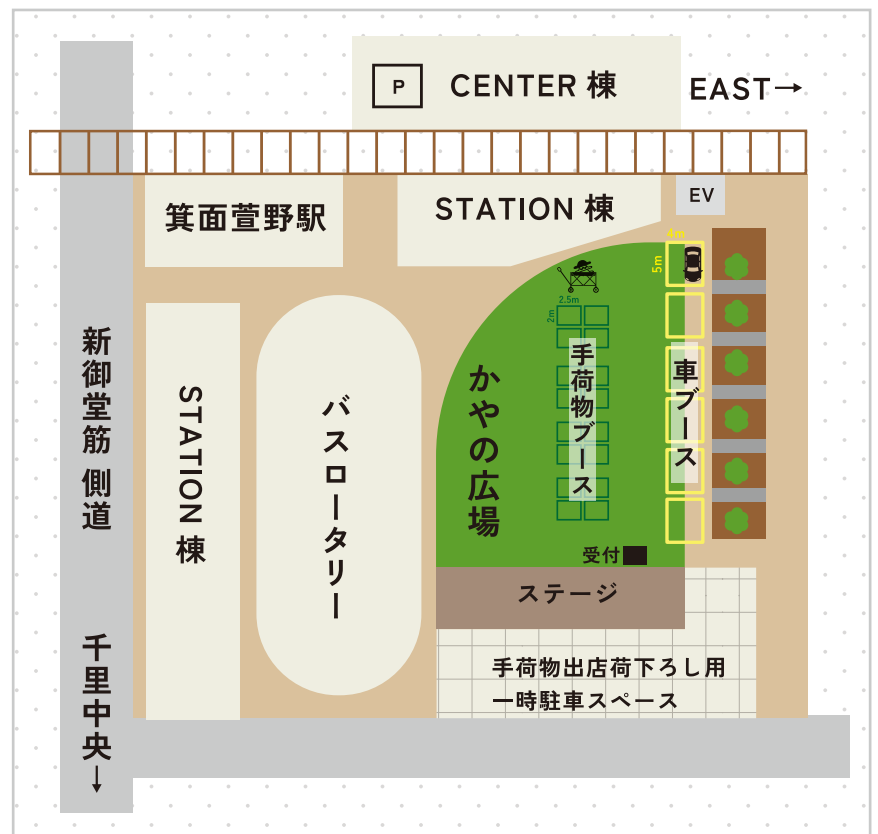 P
CENTER 棟
EAST→
箕面萱野駅
STATION 棟
EV
4m
5m
2.5m
2m
新御堂筋 側道
STATION 棟
バスロータリー
かやの広場
手荷物ブース
車ブース
受付
ステージ
手荷物出店荷下ろし用
一時駐車スペース
千里中央→